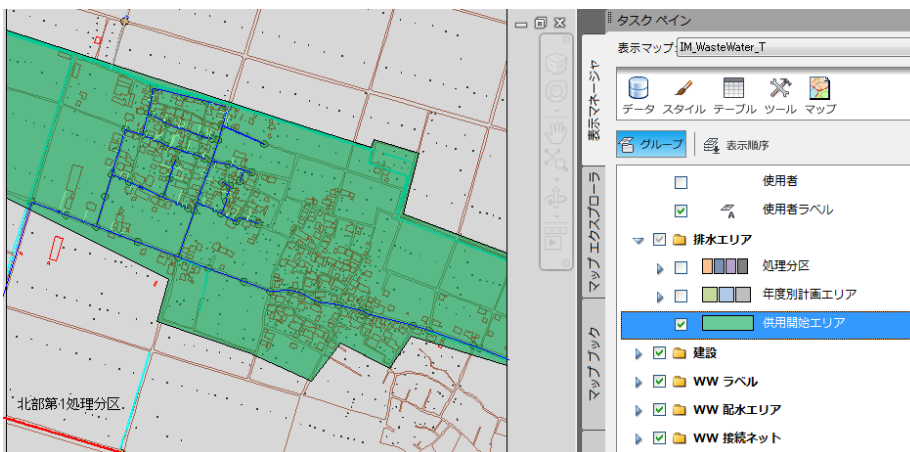 タスク ペイン
表示マップ: IM_WasteWater_T
データ スタイル テーブル ツール マップ
グループ 表示順序
使用者
使用者ラベル
排水エリア
処理分区
年度別計画エリア
供用開始エリア
建設
WW ラベル
WW 配水エリア
WW 接続ネット
表示マネージャ
マップ エクスプローラ
マップ ブック
北部第1処理分区